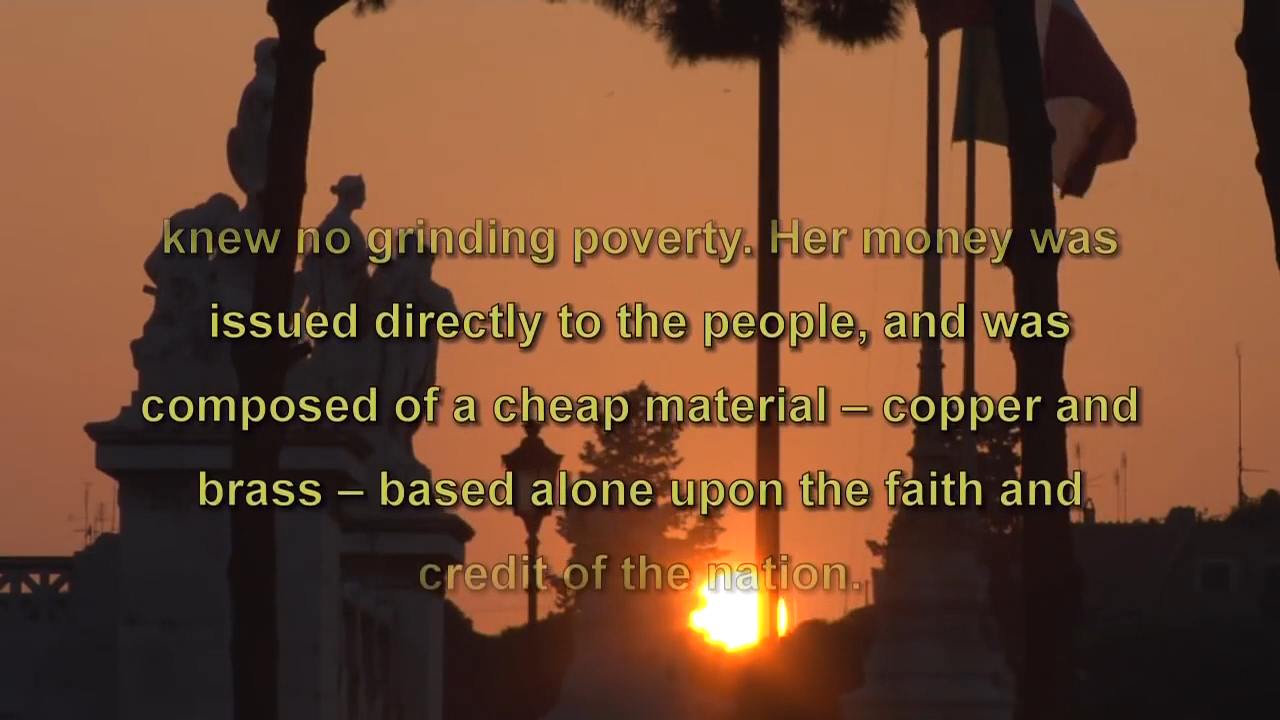 knew no grinding poverty. Her money was
issued directly to the people, and was
composed of a cheap material – copper and
brass – based alone upon the faith and
credit of the nation.